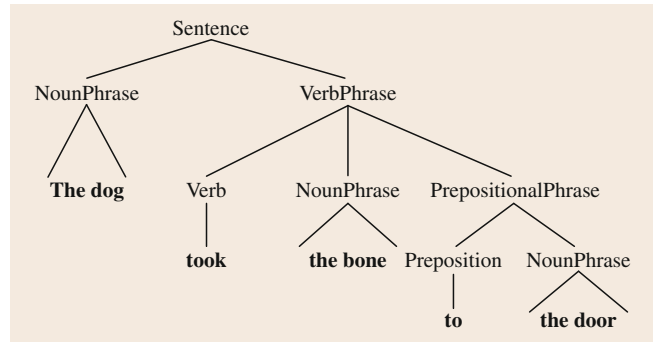 Sentence
NounPhrase VerbPhrase
The dog Verb NounPhrase PrepositionalPhrase
took the bone Preposition NounPhrase
to the door